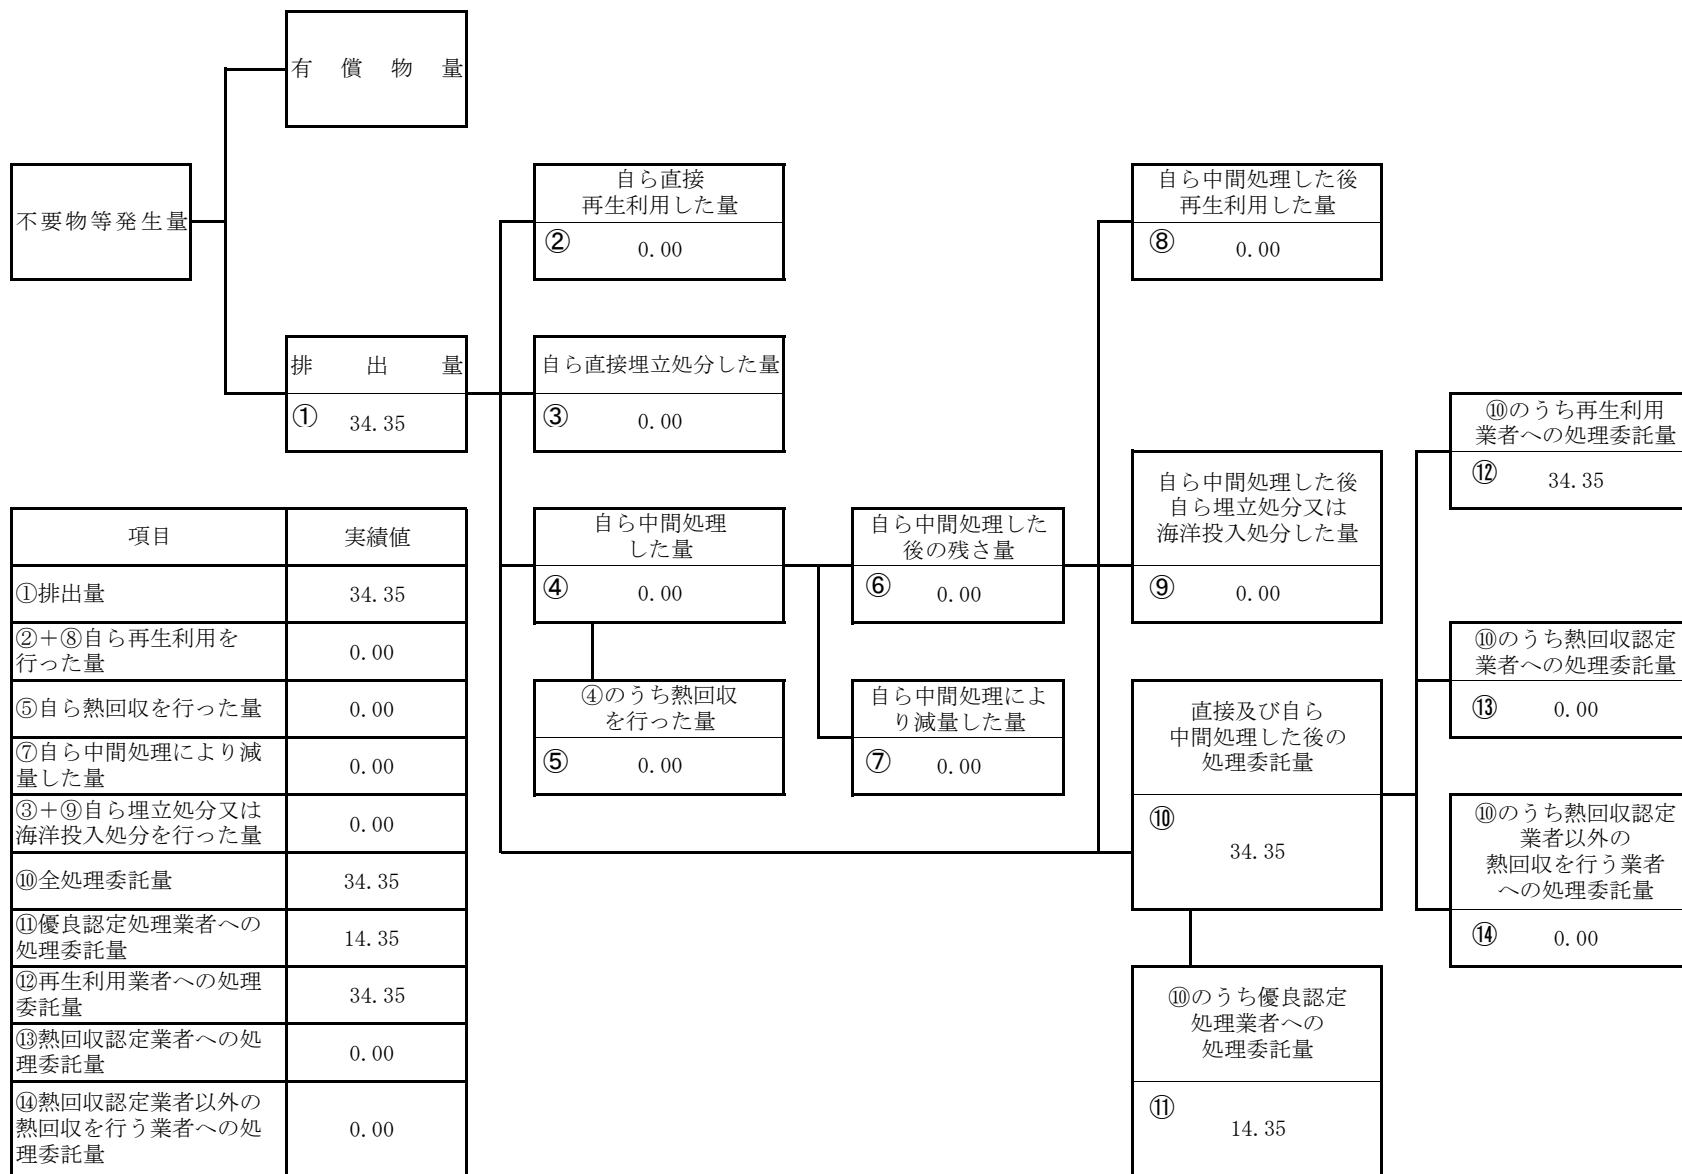 有償物量
不要物等発生量
排出量
① 34.35
自ら直接
再生利用した量
② 0.00
自ら直接埋立処分した量
③ 0.00
自ら中間処理
した量
④ 0.00
④のうち熱回収
を行った量
⑤ 0.00
自ら中間処理した
後の残さ量
⑥ 0.00
自ら中間処理によ
り減量した量
⑦ 0.00
自ら中間処理した後
再生利用した量
⑧ 0.00
自ら中間処理した後
自ら埋立処分又は
海洋投入処分した量
⑨ 0.00
直接及び自ら
中間処理した後の
処理委託量
⑩
34.35
⑩のうち優良認定
処理業者への
処理委託量
⑪
14.35
⑩のうち再生利用
業者への処理委託量
⑫ 34.35
⑩のうち熱回収認定
業者への処理委託量
⑬ 0.00
⑩のうち熱回収認定
業者以外の
熱回収を行う業者
への処理委託量
⑭ 0.00
項目 実績値
①排出量 34.35
②+⑧自ら再生利用を
行った量 0.00
⑤自ら熱回収を行った量 0.00
⑦自ら中間処理により減
量した量 0.00
③+⑨自ら埋立処分又は
海洋投入処分を行った量 0.00
⑩全処理委託量 34.35
⑪優良認定処理業者への
処理委託量 14.35
⑫再生利用業者への処理
委託量 34.35
⑬熱回収認定業者への処
理委託量 0.00
⑭熱回収認定業者以外の
熱回収を行う業者への処
理委託量 0.00